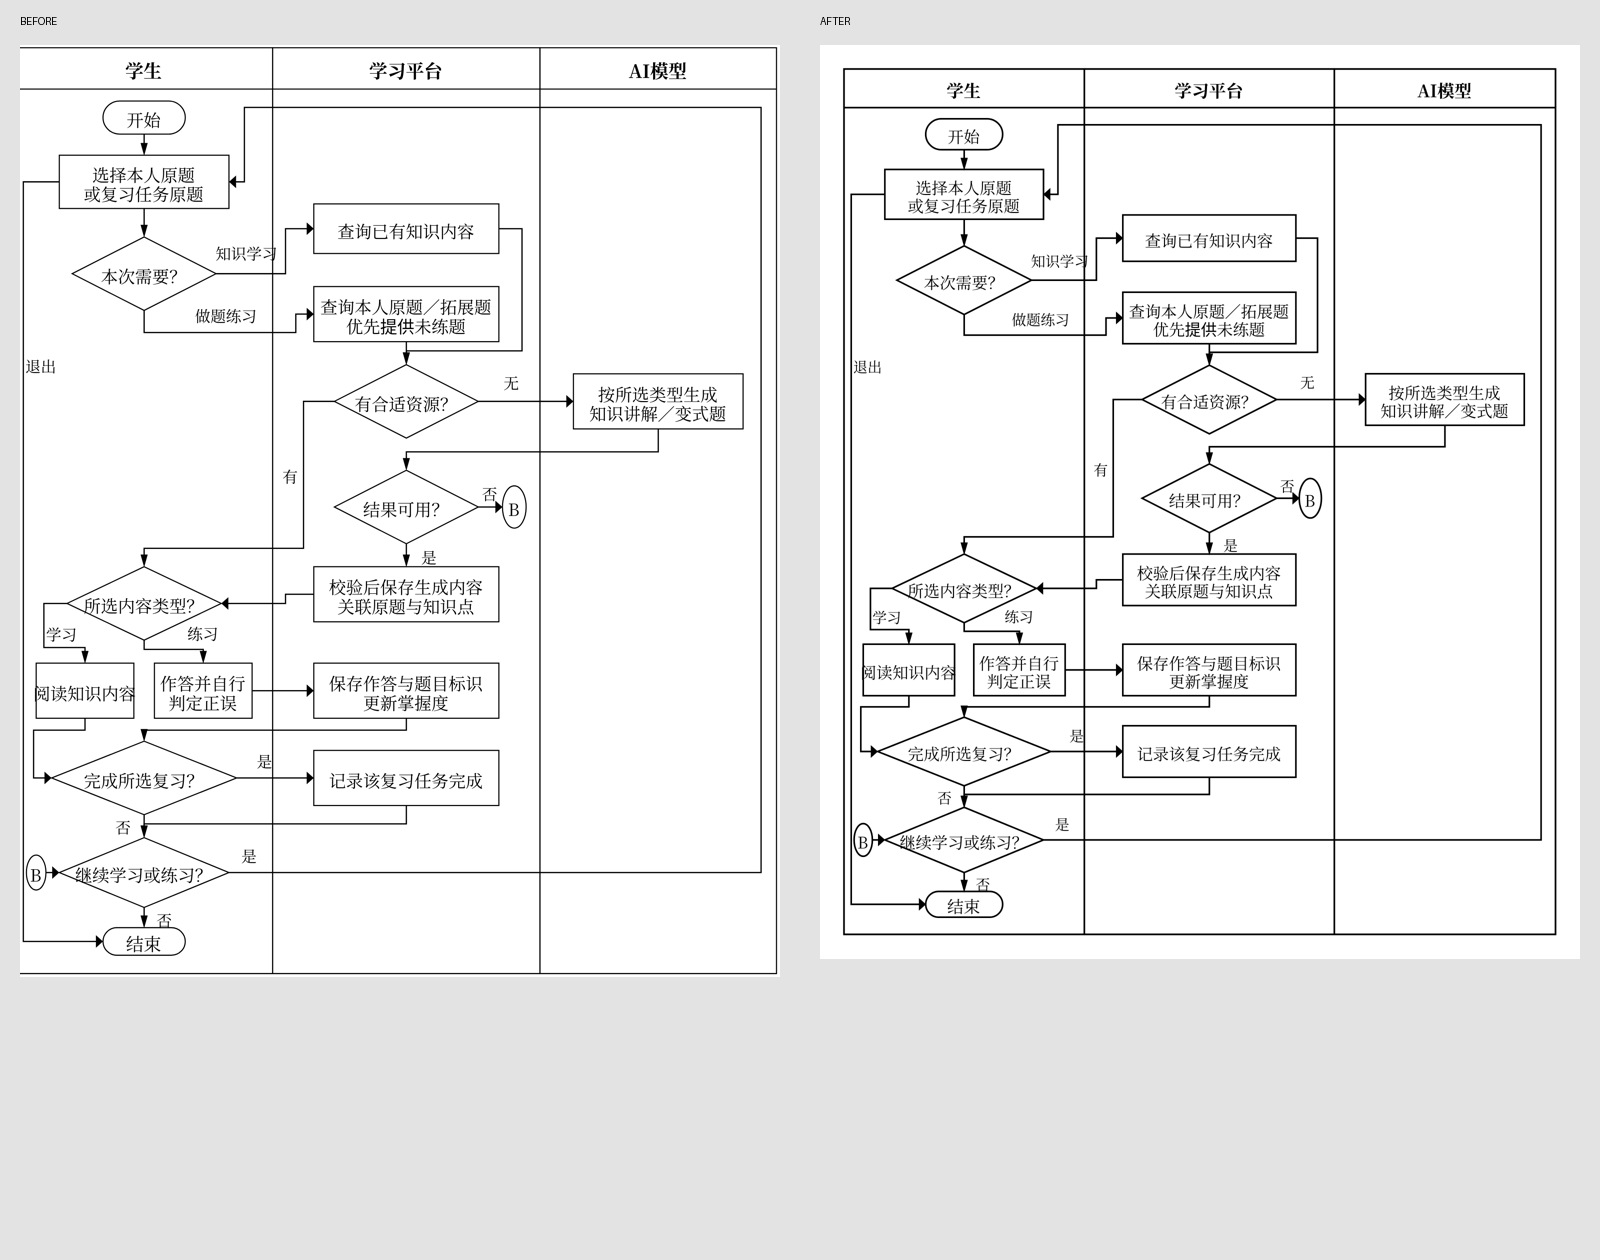 BEFORE
学生
学习平台
AI模型
开始
选择本人原题
或复习任务原题
查询已有知识内容
知识学习
本次需要?
查询本人原题／拓展题
优先提供未练题
做题练习
退出
无
按所选类型生成
知识讲解／变式题
有合适资源?
有
否
结果可用?
B
是
校验后保存生成内容
关联原题与知识点
所选内容类型?
学习
练习
阅读知识内容
作答并自行
判定正误
保存作答与题目标识
更新掌握度
是
完成所选复习?
记录该复习任务完成
否
是
B
继续学习或练习?
否
结束
AFTER
学生
学习平台
AI模型
开始
选择本人原题
或复习任务原题
查询已有知识内容
知识学习
本次需要?
查询本人原题／拓展题
优先提供未练题
做题练习
退出
无
按所选类型生成
知识讲解／变式题
有合适资源?
有
否
结果可用?
B
是
校验后保存生成内容
关联原题与知识点
所选内容类型?
学习
练习
阅读知识内容
作答并自行
判定正误
保存作答与题目标识
更新掌握度
是
完成所选复习?
记录该复习任务完成
否
是
B
继续学习或练习?
否
结束